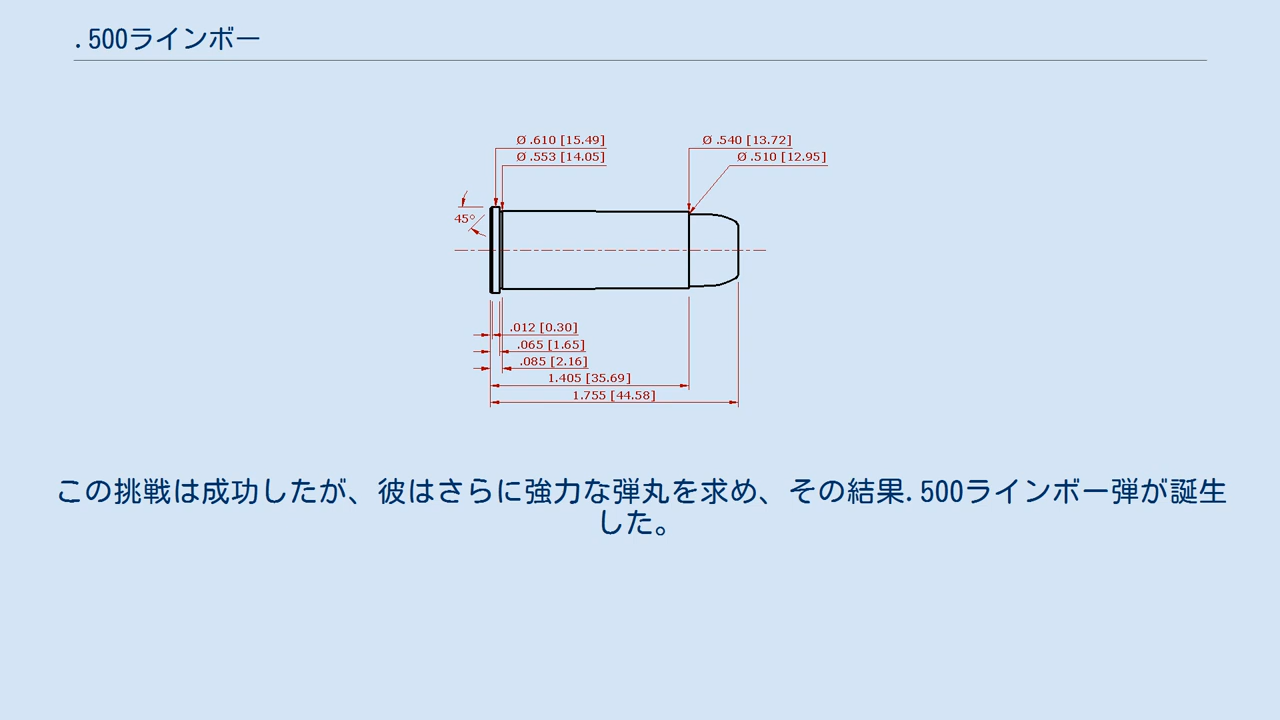 .500ラインボー
Ø .610 [15.49]
Ø .540 [13.72]
Ø .553 [14.05]
Ø .510 [12.95]
45°
.012 [0.30]
.065 [1.65]
.085 [2.16]
1.405 [35.69]
1.755 [44.58]
この挑戦は成功したが、彼はさらに強力な弾丸を求め、その結果.500ラインボー弾が誕生
した。